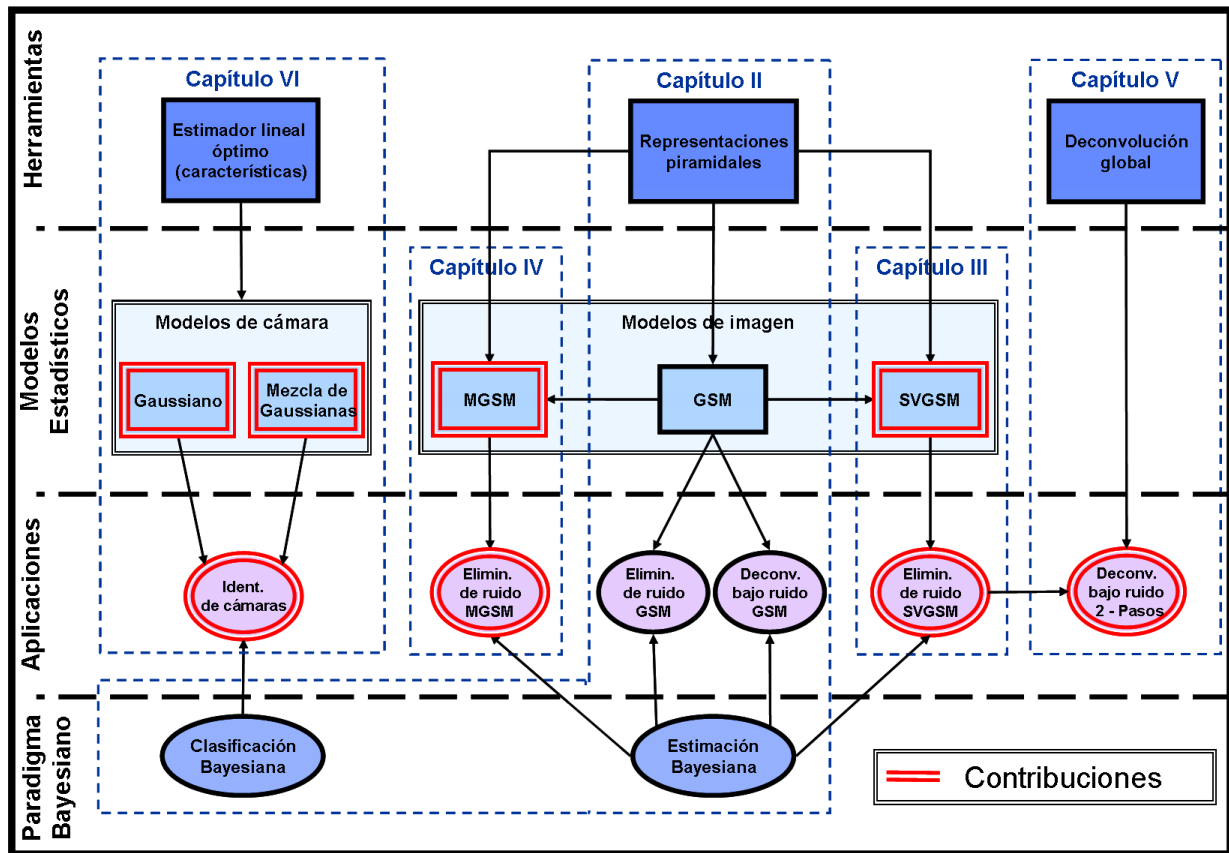 Herramientas
Capítulo VI
Capítulo II
Capítulo V
Estimador lineal
óptimo
(características)
Representaciones
piramidales
Deconvolución
global
Modelos
Estadísticos
Capítulo IV
Capítulo III
Modelos de cámara
Modelos de imagen
Gaussiano
Mezcla de
Gaussianas
MGSM
GSM
SVGSM
Aplicaciones
Ident.
de cámaras
Elimin.
de ruido
MGSM
Elimin.
de ruido
GSM
Deconv.
bajo ruido
GSM
Elimin.
de ruido
SVGSM
Deconv.
bajo ruido
2 - Pasos
Paradigma
Bayesiano
Clasificación
Bayesiana
Estimación
Bayesiana
Contribuciones